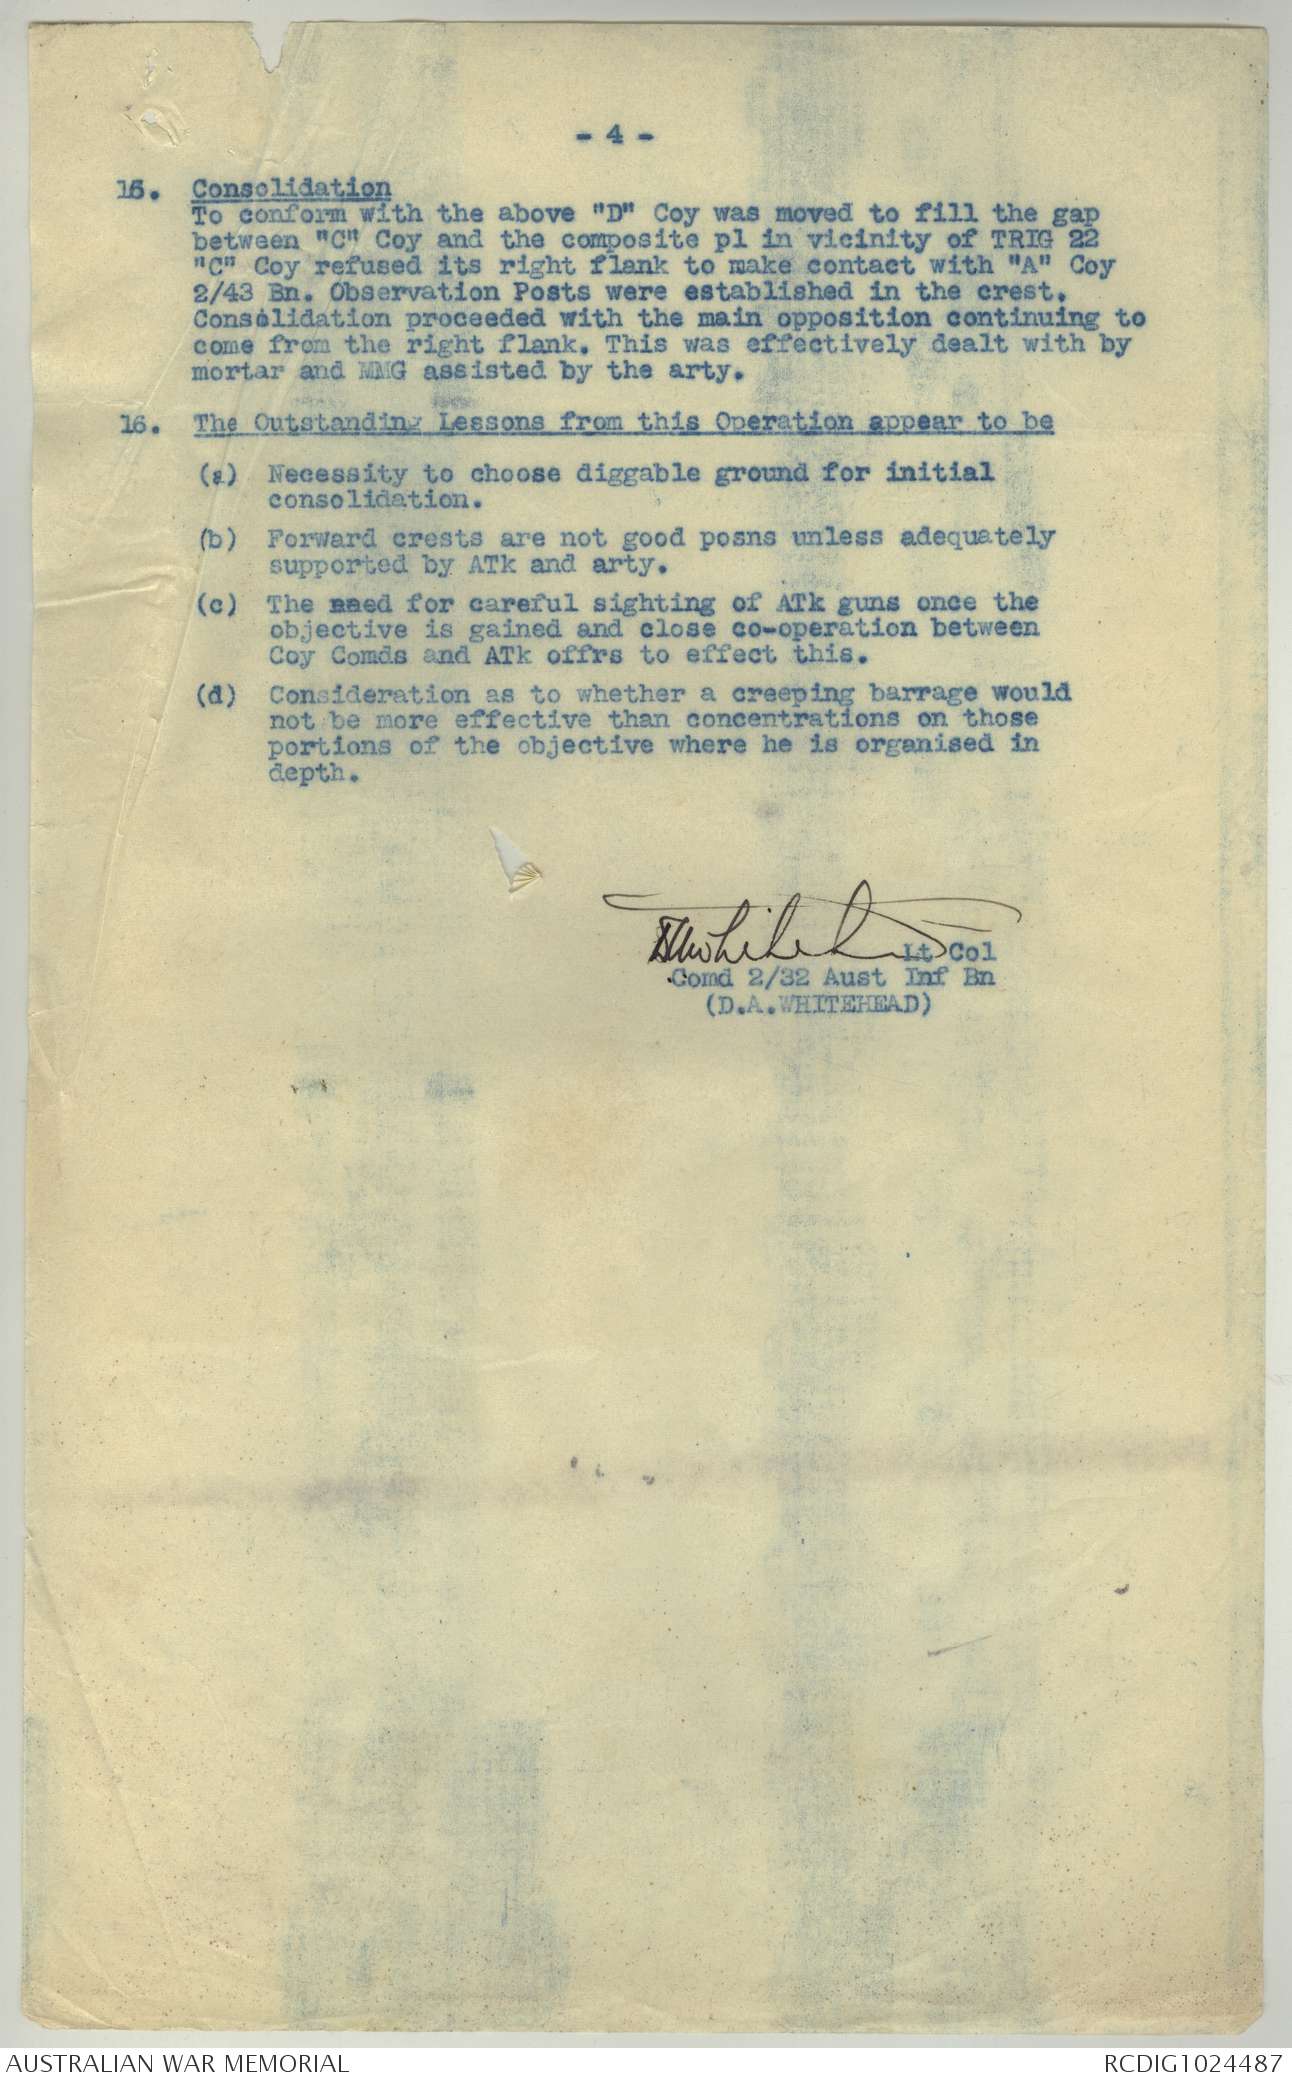 - 4 -
15. Consolidation
To conform with the above "D" Coy was moved to fill the gap
between "C" Coy and the composite pl in vicinity of TRIG 22
"C" Coy refused its right flank to make contact with "A" Coy
2/43 Bn. Observation Posts were established in the crest.
Consolidation proceeded with the main opposition continuing to
come from the right flank. This was effectively dealt with by
mortar and MMG assisted by the arty.
16. The Outstanding Lessons from this Operation appear to be
(a) Necessity to choose diggable ground for initial
consolidation.
(b) Forward crests are not good posns unless adequately
supported by ATk and arty.
(c) The need for careful sighting of ATk guns once the
objective is gained and close co-operation between
Coy Comds and ATk offrs to effect this.
(d) Consideration as to whether a creeping barrage would
not be more effective than concentrations on those
portions of the objective where he is organised in
depth.
DAWhitehead Lt Col
Comd 2/32 Aust Inf Bn
(D.A.WHITEHEAD)
AUSTRALIAN WAR MEMORIAL
RCDIG1024487